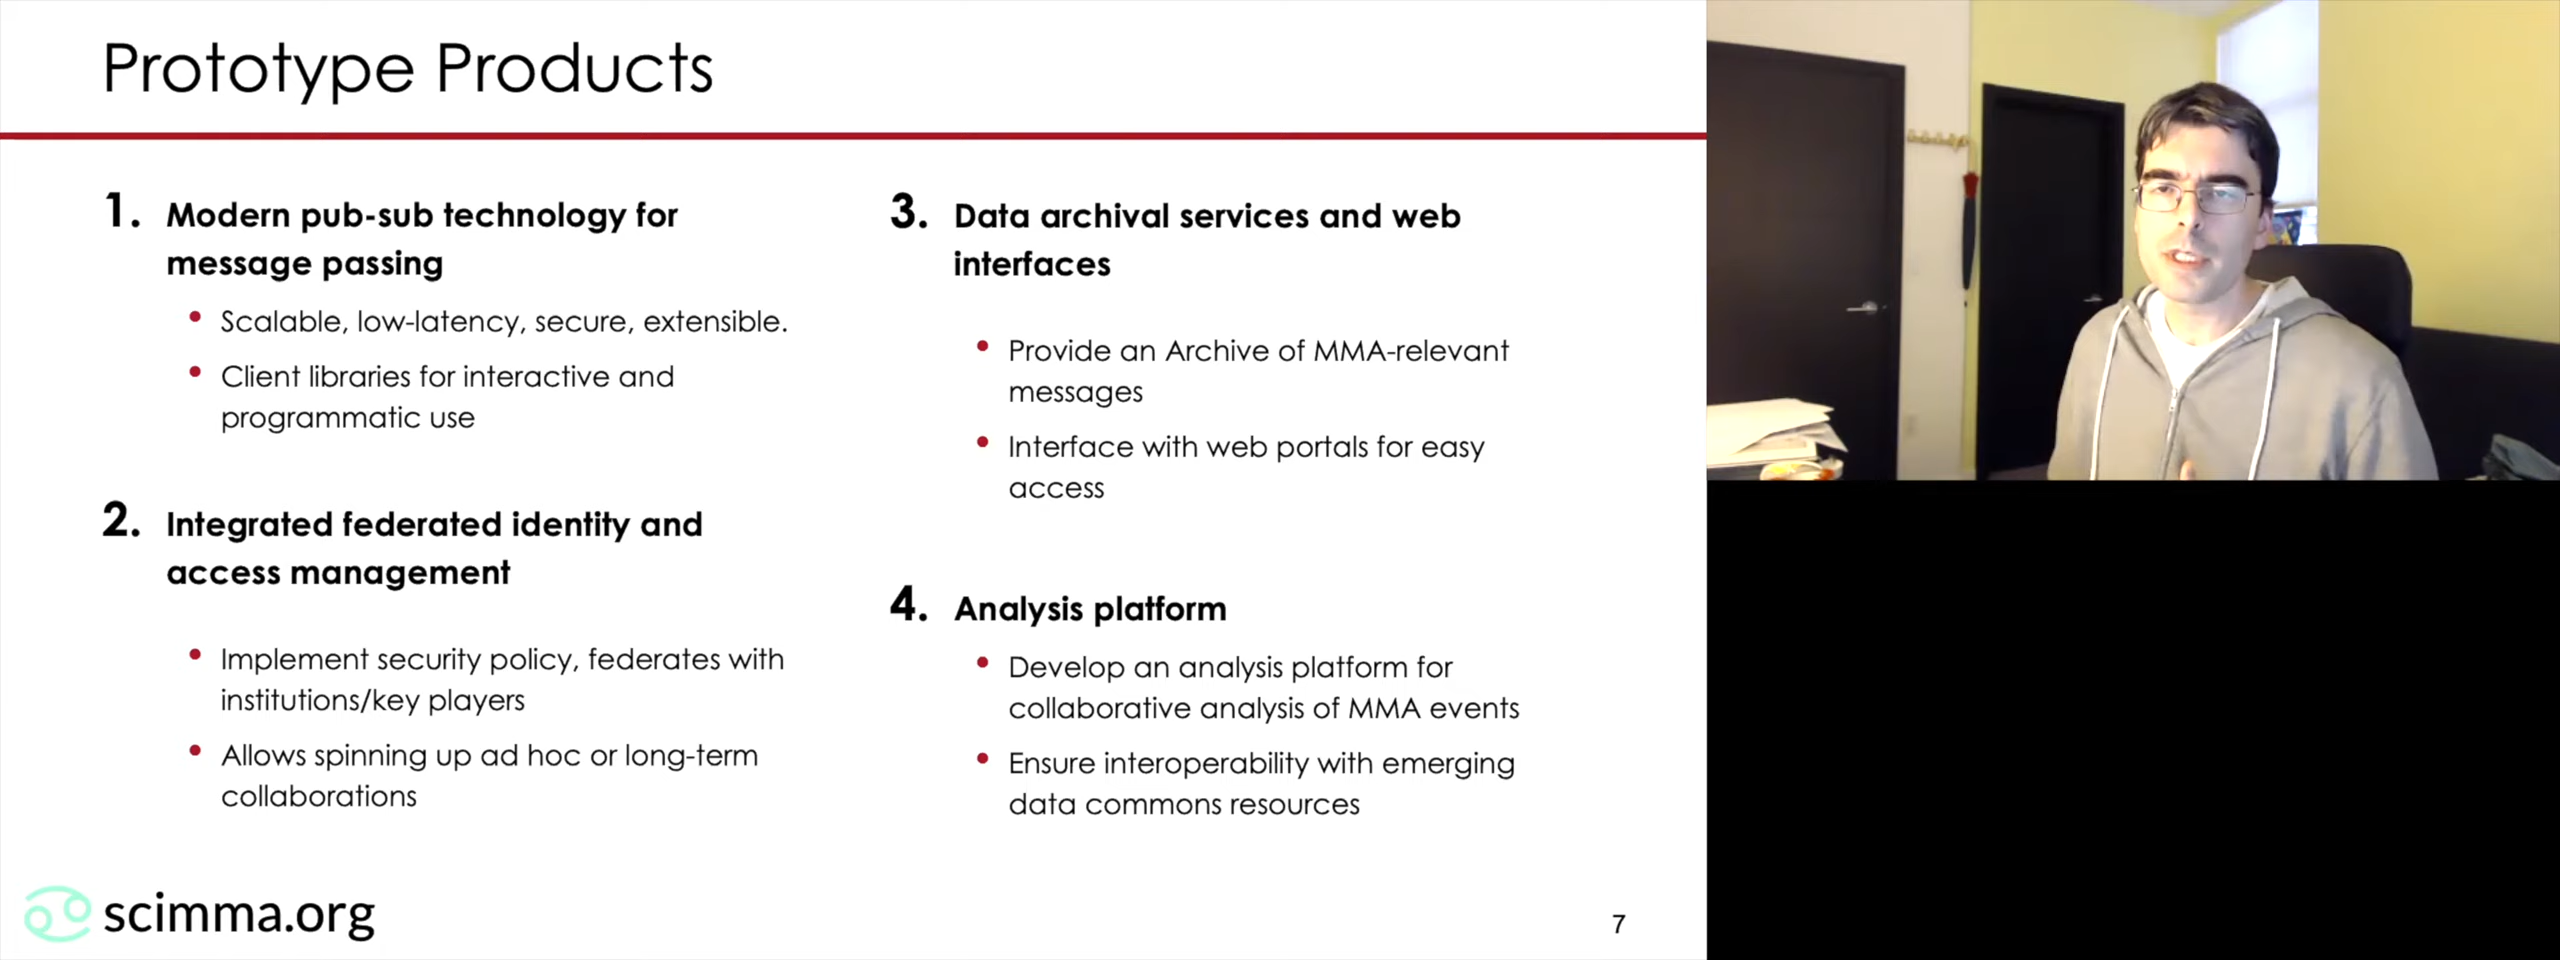 Prototype Products
1. Modern pub-sub technology for
message passing
• Scalable, low-latency, secure, extensible.
• Client libraries for interactive and
programmatic use
2. Integrated federated identity and
access management
• Implement security policy, federates with
institutions/key players
• Allows spinning up ad hoc or long-term
collaborations
3. Data archival services and web
interfaces
• Provide an Archive of MMA-relevant
messages
• Interface with web portals for easy
access
4. Analysis platform
• Develop an analysis platform for
collaborative analysis of MMA events
• Ensure interoperability with emerging
data commons resources
scimma.org
7